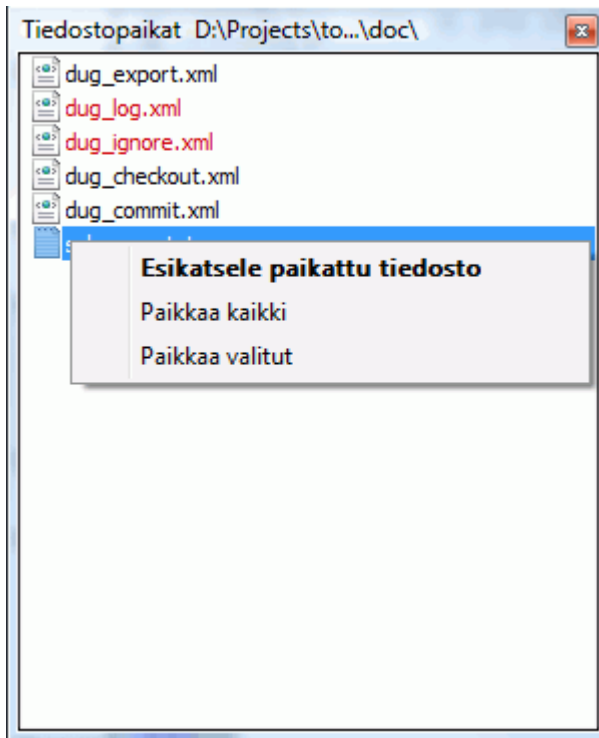 Tiedostopaikat D:\Projects\to...\doc\
dug_export.xml
dug_log.xml
dug_ignore.xml
dug_checkout.xml
dug_commit.xml
Esikatsele paikattu tiedosto
Paikkaa kaikki
Paikkaa valitut